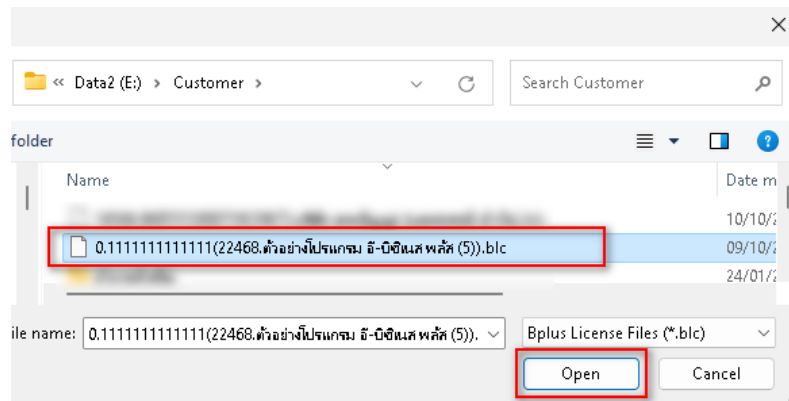 Data2 (E:) > Customer >
Search Customer
folder
Name
Date m
10/10/2
0.1111111111111(22468.ตัวอย่างโปรแกรม อี-บิซิเนส พลัส (5)).blc
09/10/2
24/01/2
ile name:
0.1111111111111(22468.ตัวอย่างโปรแกรม อี-บิซิเนส พลัส (5)).
Bplus License Files (*.blc)
Open
Cancel